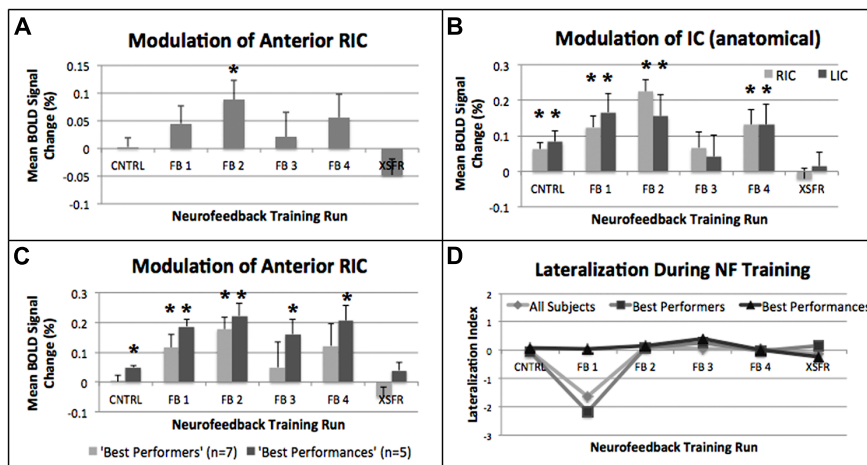 A
Modulation of Anterior RIC
Mean BOLD Signal
Change (%)
0.15
0.1
0.05
0
-0.05
-0.1
*
CNTRL
FB 1
FB 2
FB 3
FB 4
XSFR
Neurofeedback Training Run
B
Modulation of IC (anatomical)
Mean BOLD Signal
Change (%)
0.3
0.2
0.1
0
-0.1
RIC
LIC
* *
* *
* *
* *
CNTRL
FB 1
FB 2
FB 3
FB 4
XSFR
Neurofeedback Training Run
C
Modulation of Anterior RIC
Mean BOLD Signal
Change (%)
0.3
0.2
0.1
0
-0.1
*
* *
* *
*
*
CNTRL
FB 1
FB 2
FB 3
FB 4
XSFR
Neurofeedback Training Run
'Best Performers' (n=7)
'Best Performances' (n=5)
D
Lateralization During NF Training
Lateralization Index
2
1
0
-1
-2
-3
All Subjects
Best Performers
Best Performances
CNTRL
FB 1
FB 2
FB 3
FB 4
XSFR
Neurofeedback Training Run